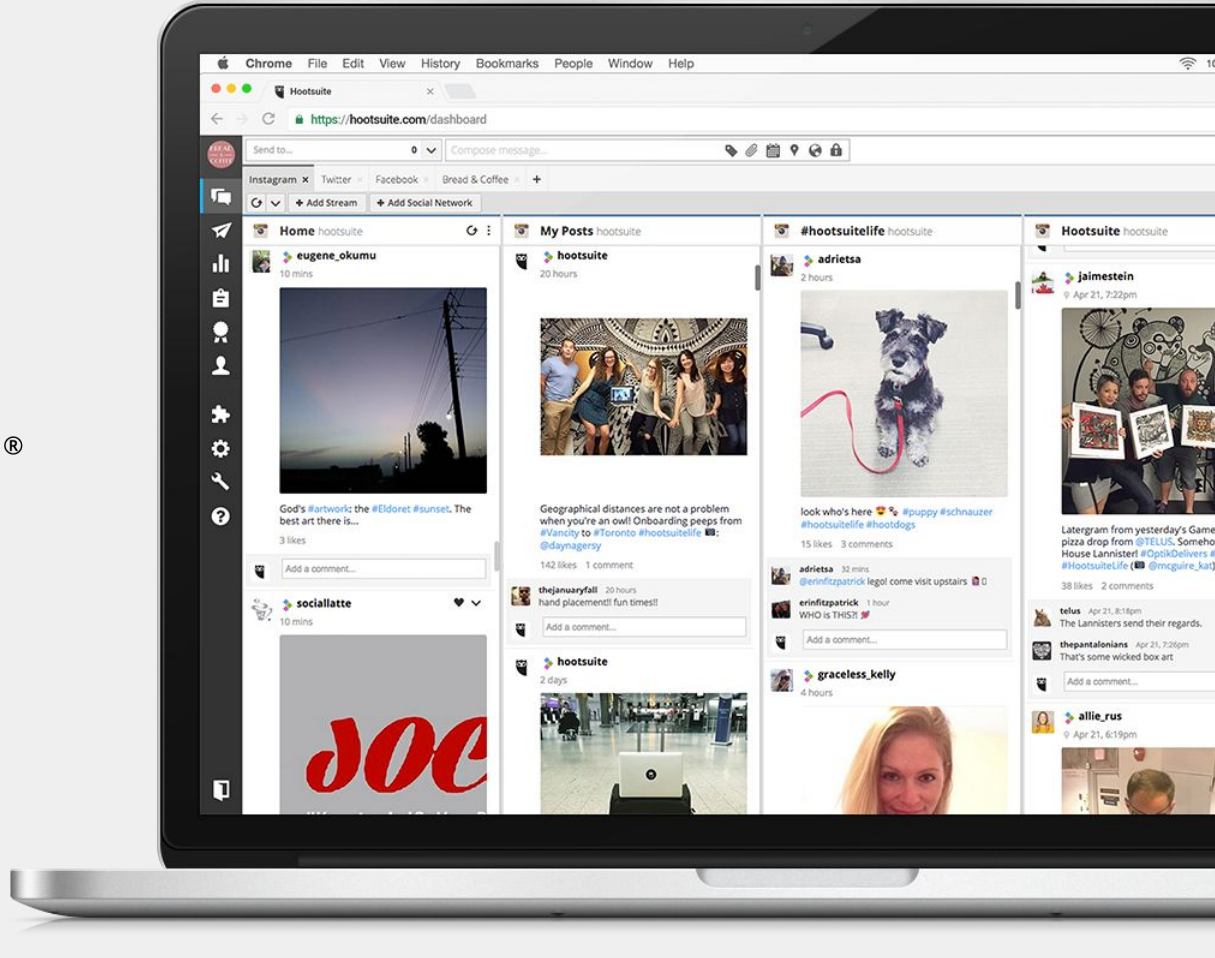 Chrome File Edit View History Bookmarks People Window Help
Hootsuite
https://hootsuite.com/dashboard
BREAD
COFFEE
Send to... 0 Compose message...
Instagram × Twitter × Facebook × Bread & Coffee × +
+ Add Stream + Add Social Network
Home hootsuite
eugene_okumu
10 mins
God's #artwork: the #Eldoret #sunset. The
best art there is...
3 likes
Add a comment...
sociallatte
10 mins
soc
My Posts hootsuite
hootsuite
20 hours
Geographical distances are not a problem
when you're an owl! Onboarding peeps from
#Vancity to #Toronto #hootsuitelife 📷:
@daynagersy
142 likes 1 comment
thejanuaryfall 20 hours
hand placement!! fun times!!
Add a comment...
hootsuite
2 days
#hootsuitelife hootsuite
adrietsa
2 hours
look who's here 😍 🐾 #puppy #schnauzer
#hootsuitelife #hootdogs
15 likes 3 comments
adrietsa 32 mins
@erinfitzpatrick lego! come visit upstairs
erinfitzpatrick 1 hour
WHO is THIS?!
Add a comment...
graceless_kelly
4 hours
Hootsuite hootsuite
jaimestein
Apr 21, 7:22pm
Latergram from yesterday's Game
pizza drop from @TELUS. Someho
House Lannister! #OptikDelivers #
#HootsuiteLife (📷 @mcguire_kat)
38 likes 2 comments
telus Apr 21, 8:18pm
The Lannisters send their regards.
thepantalonians Apr 21, 7:26pm
That's some wicked box art
Add a comment...
allie_rus
Apr 21, 6:19pm
®